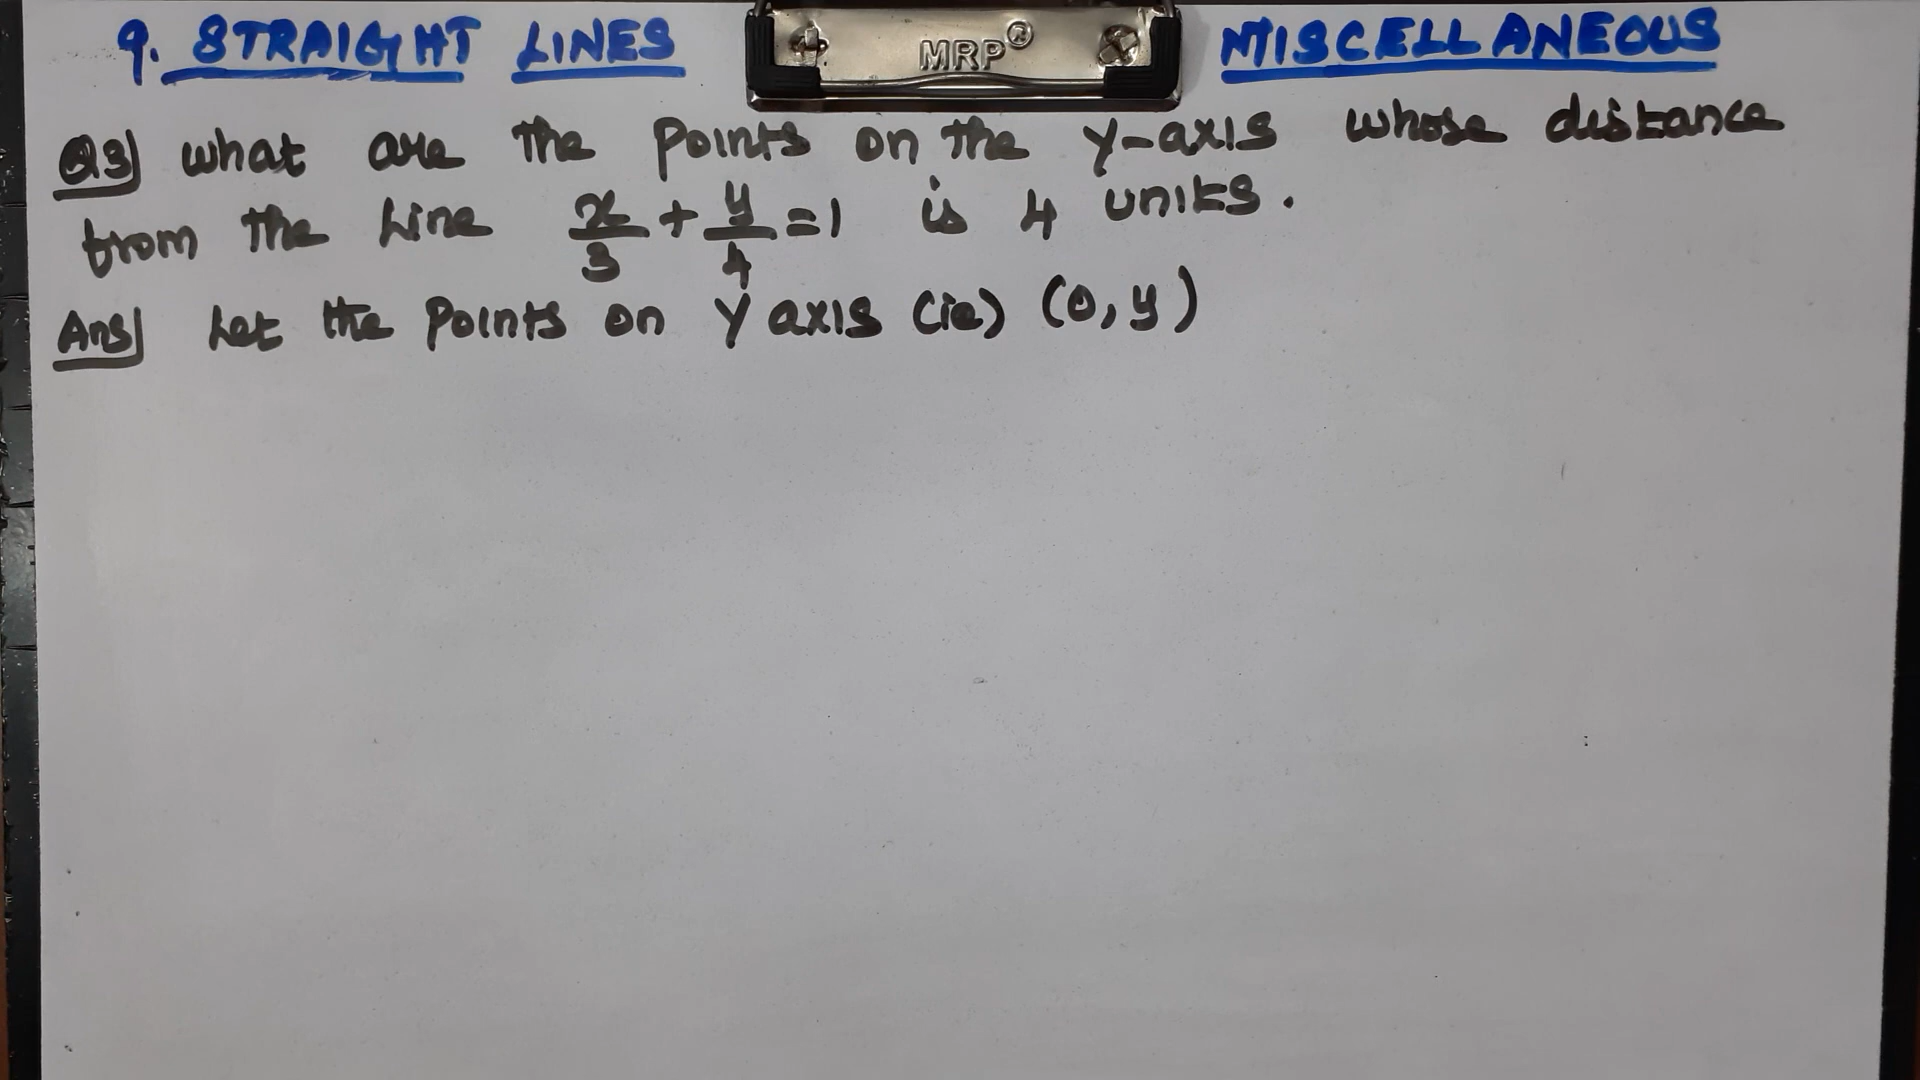 9. STRAIGHT LINES MRP® MISCELLANEOUS
Q3) what are the points on the y-axis whose distance
from the Line x/3 + y/4 = 1 is 4 units.
Ans) Let the points on Y axis (ie) (0, y)